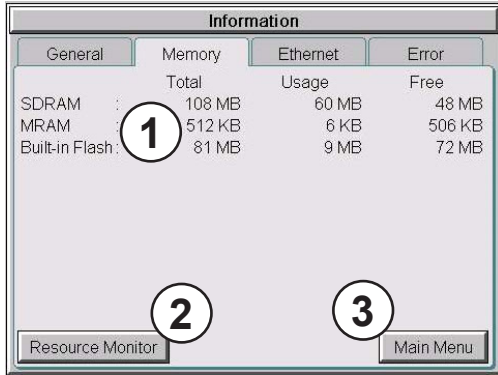 Information
General Memory Ethernet Error
Total Usage Free
SDRAM : 108 MB 60 MB 48 MB
MRAM : 512 KB 6 KB 506 KB
Built-in Flash : 81 MB 9 MB 72 MB
1
2 3
Resource Monitor Main Menu